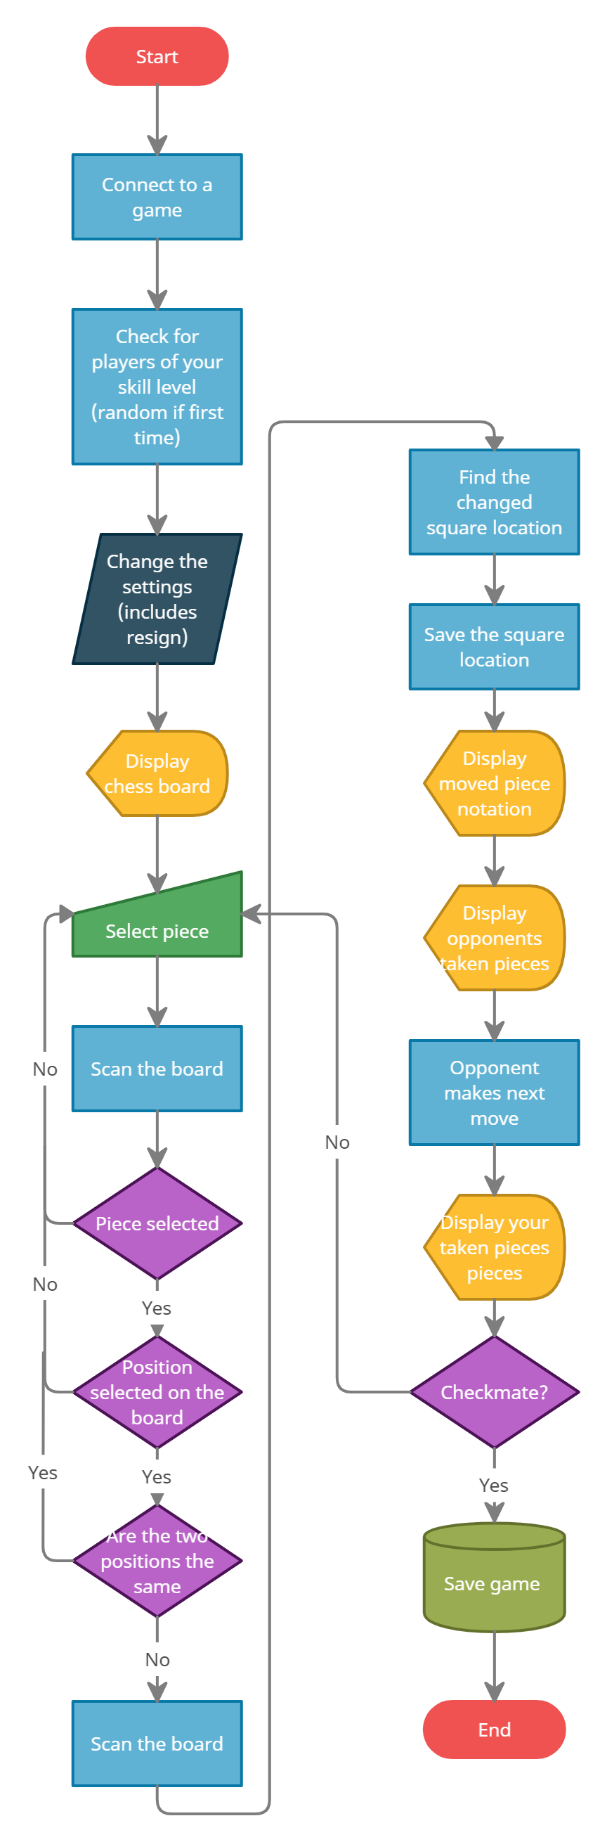 Start
Connect to a
game
Check for
players of your
skill level
(random if first
time)
Change the
settings
(includes
resign)
Display
chess board
Select piece
No
Scan the board
Piece selected
No
Yes
Position
selected on the
board
Yes
Yes
Are the two
positions the
same
No
Scan the board
Find the
changed
square location
Save the square
location
Display
moved piece
notation
Display
opponents
taken pieces
Opponent
makes next
move
No
Display your
taken pieces
pieces
Checkmate?
Yes
Save game
End